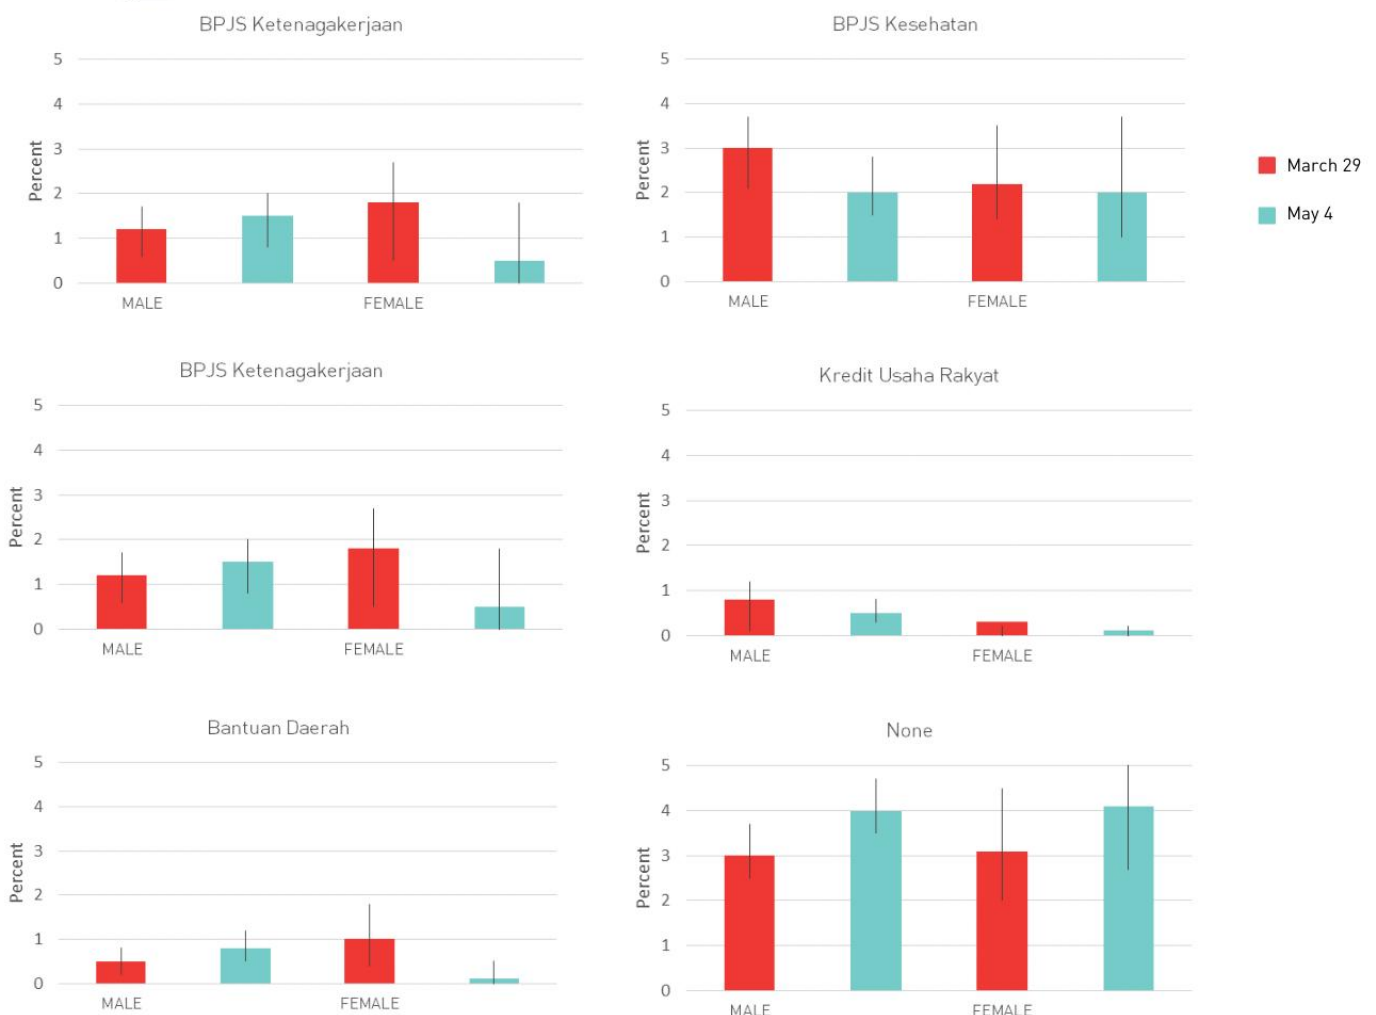 BPJS Ketenagakerjaan
5
4
3
2
1
0
Percent
MALE FEMALE
BPJS Kesehatan
5
4
3
2
1
0
Percent
MALE FEMALE
March 29
May 4
BPJS Ketenagakerjaan
5
4
3
2
1
0
Percent
MALE FEMALE
Kredit Usaha Rakyat
5
4
3
2
1
0
Percent
MALE FEMALE
Bantuan Daerah
5
4
3
2
1
0
Percent
MALE FEMALE
None
5
4
3
2
1
0
Percent
MALE FEMALE